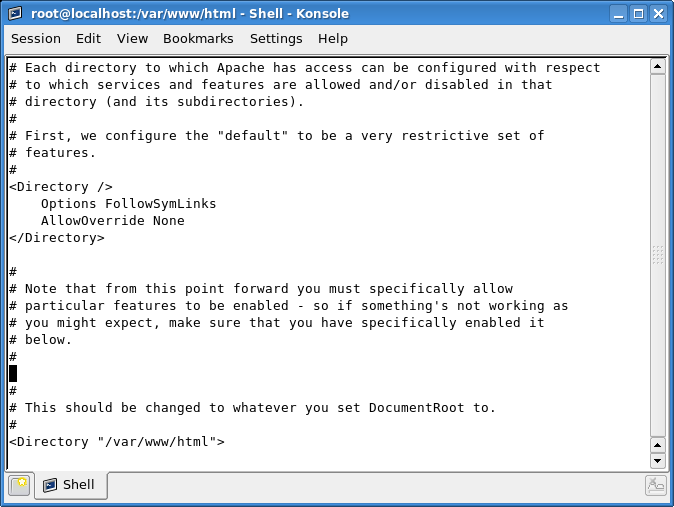 root@localhost:/var/www/html - Shell - Konsole
Session Edit View Bookmarks Settings Help
# Each directory to which Apache has access can be configured with respect
# to which services and features are allowed and/or disabled in that
# directory (and its subdirectories).
#
# First, we configure the "default" to be a very restrictive set of
# features.
#
<Directory />
    Options FollowSymLinks
    AllowOverride None
</Directory>

#
# Note that from this point forward you must specifically allow
# particular features to be enabled - so if something's not working as
# you might expect, make sure that you have specifically enabled it
# below.
#

#
# This should be changed to whatever you set DocumentRoot to.
#
<Directory "/var/www/html">
Shell